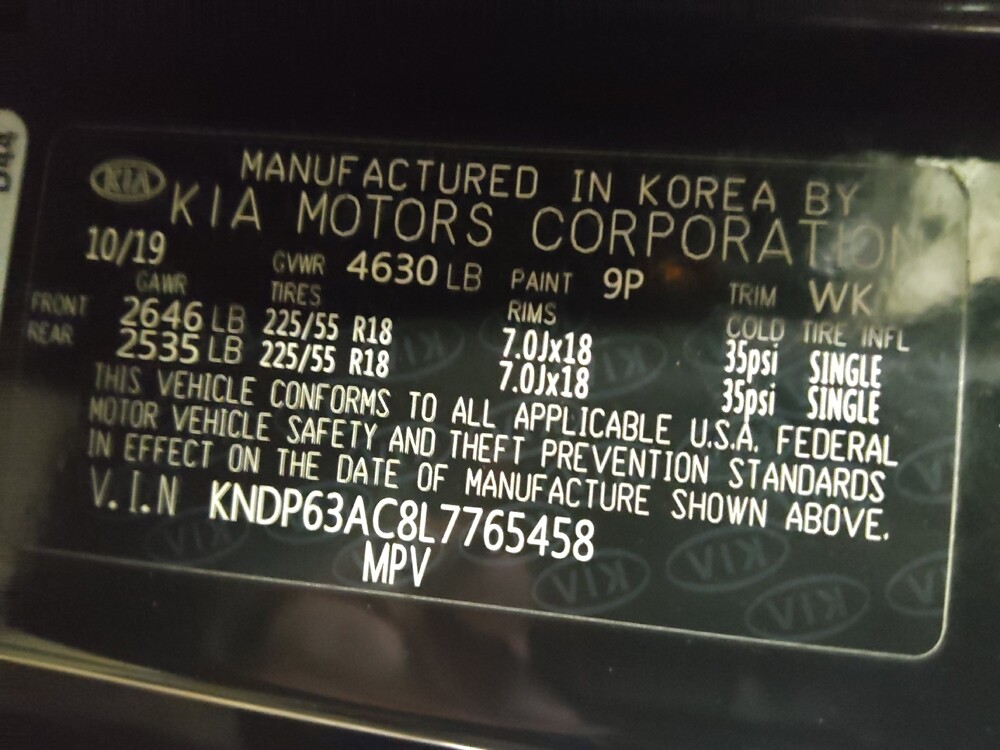 KIA MANUFACTURED IN KOREA BY
KIA MOTORS CORPORATION
10/19 GVWR 4630 LB PAINT 9P TRIM WK
GAWR TIRES RIMS COLD TIRE INFL
FRONT 2646 LB 225/55 R18 7.0Jx18 35psi SINGLE
REAR 2535 LB 225/55 R18 7.0Jx18 35psi SINGLE
THIS VEHICLE CONFORMS TO ALL APPLICABLE U.S.A. FEDERAL
MOTOR VEHICLE SAFETY AND THEFT PREVENTION STANDARDS
IN EFFECT ON THE DATE OF MANUFACTURE SHOWN ABOVE.
V.I.N KNDP63AC8L7765458
MPV